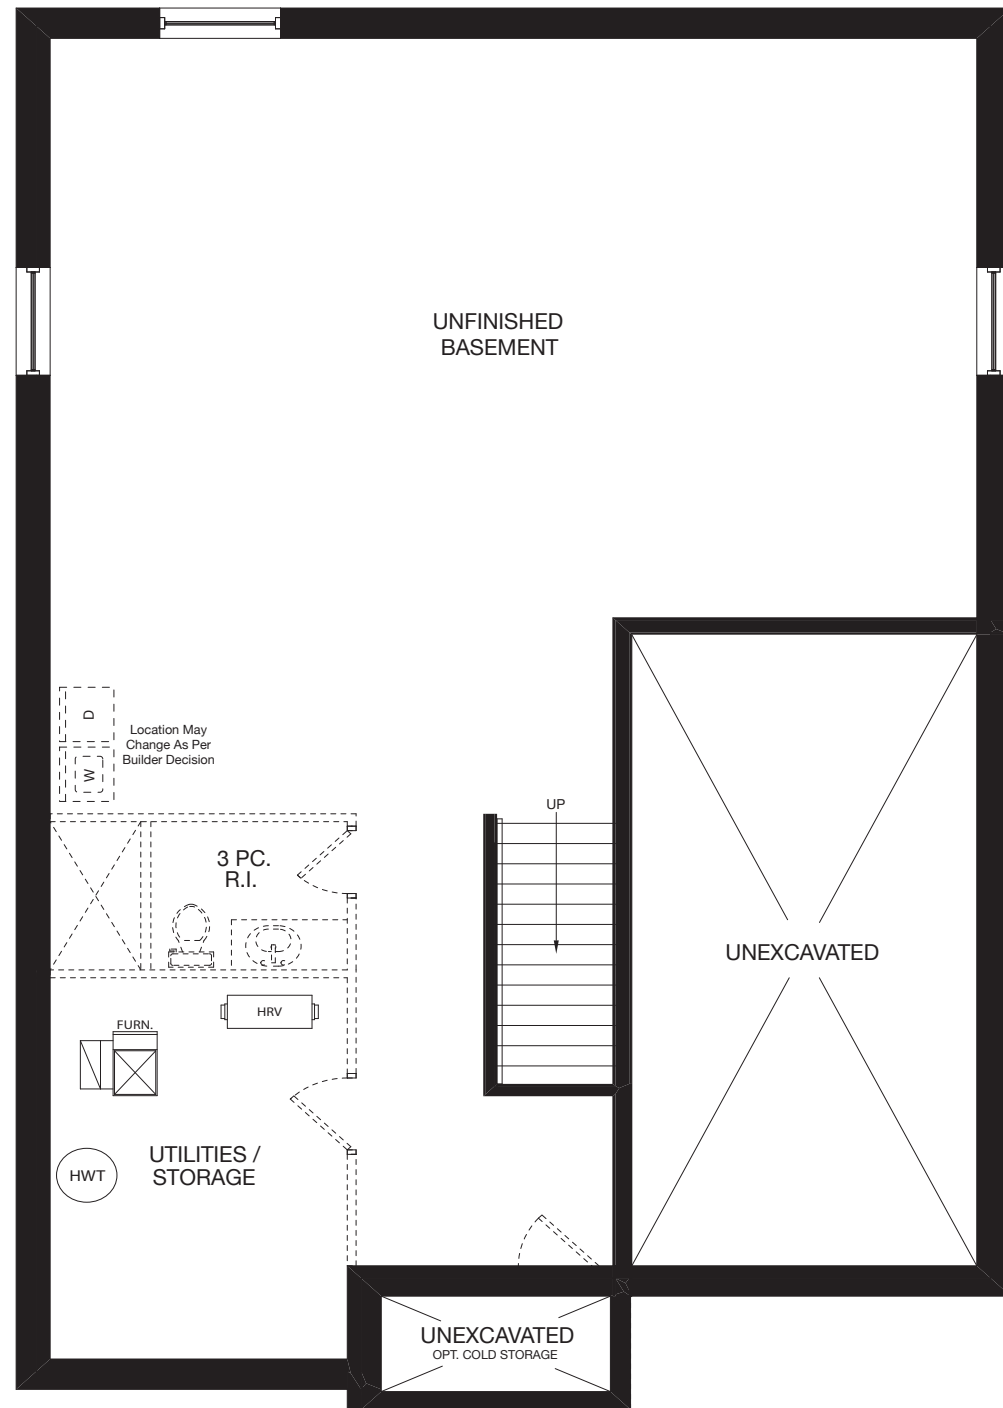 UNFINISHED
BASEMENT
D
Location May
Change As Per
Builder Decision
W
UP
3 PC.
R.I.
UNEXCAVATED
HRV
FURN.
UTILITIES /
STORAGE
HWT
UNEXCAVATED
OPT. COLD STORAGE